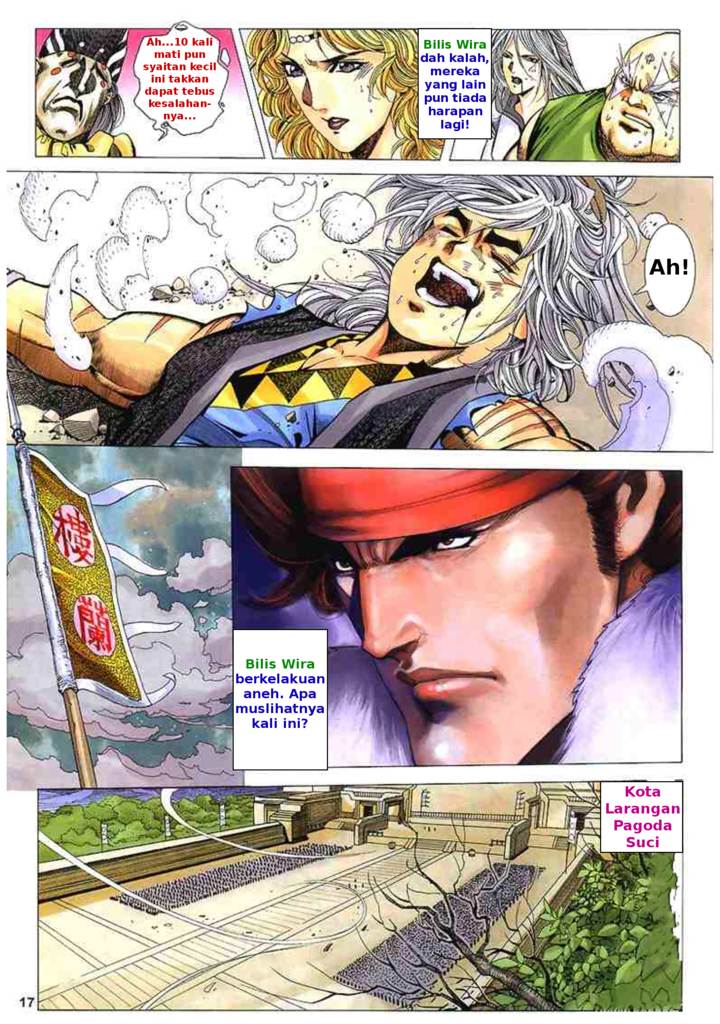 Ah...10 kali
mati pun
syaitan kecil
ini takkan
dapat tebus
kesalahan-
nya...
Bilis Wira
dah kalah,
mereka
yang lain
pun tiada
harapan
lagi!
Ah!
樓
蘭
Bilis Wira
berkelakuan
aneh. Apa
muslihatnya
kali ini?
Kota
Larangan
Pagoda
Suci
17